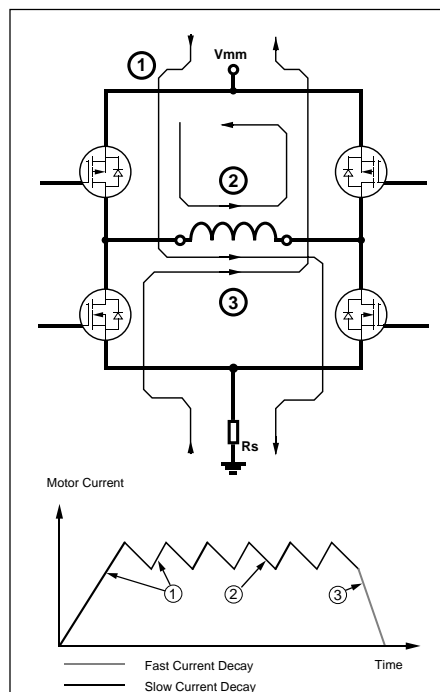 1
Vmm
2
3
Rs
Motor Current
1
2
3
Fast Current Decay
Time
Slow Current Decay